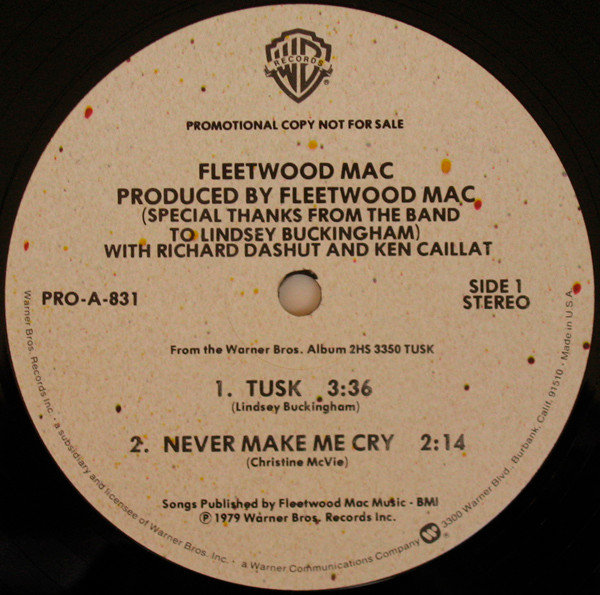 WB
RECORDS
®
PROMOTIONAL COPY NOT FOR SALE
FLEETWOOD MAC
PRODUCED BY FLEETWOOD MAC
(SPECIAL THANKS FROM THE BAND
TO LINDSEY BUCKINGHAM)
WITH RICHARD DASHUT AND KEN CAILLAT
PRO-A-831
SIDE 1
STEREO
From the Warner Bros. Album 2HS 3350 TUSK
1. TUSK 3:36
(Lindsey Buckingham)
2. NEVER MAKE ME CRY 2:14
(Christine McVie)
Songs Published by Fleetwood Mac Music - BMI
℗ 1979 Warner Bros. Records Inc.
Warner Bros. Records Inc. • a subsidiary and licensee of Warner Bros. Inc. • a Warner Communications Company 3300 Warner Blvd., Burbank, Calif. 91510 • Made in U.S.A.